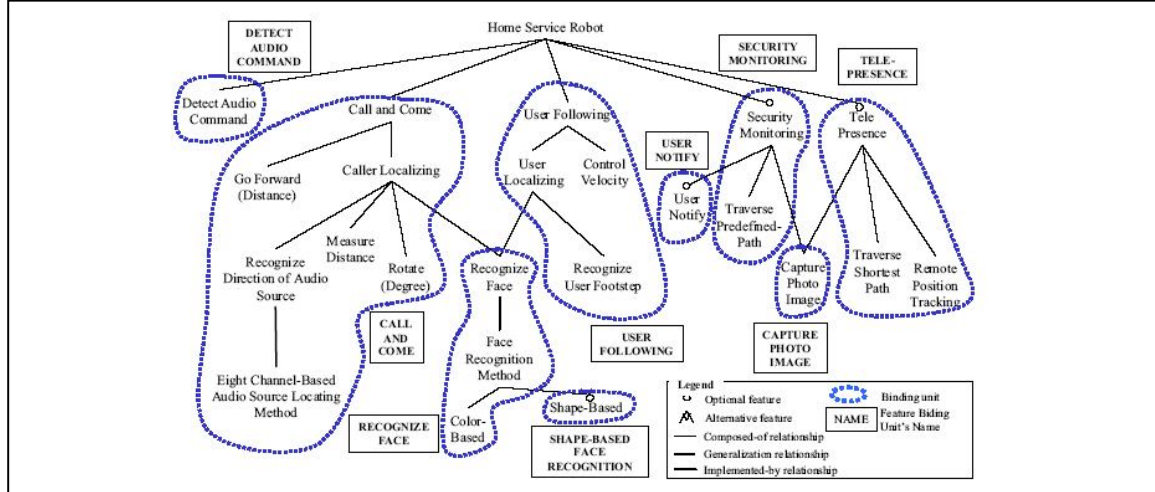 Home Service Robot
DETECT
AUDIO
COMMAND
SECURITY
MONITORING
TELE-
PRESENCE
Detect Audio
Command
Call and Come
User Following
Security
Monitoring
Tele
Presence
USER
NOTIFY
Go Forward
(Distance)
Caller Localizing
User
Localizing
Control
Velocity
User
Notify
Traverse
Predefined-
Path
Recognize
Direction of Audio
Source
Measure
Distance
Rotate
(Degree)
Recognize
Face
Recognize
User Footstep
Capture
Photo
Image
Traverse
Shortest
Path
Remote
Position
Tracking
CALL
AND
COME
USER
FOLLOWING
CAPTURE
PHOTO
IMAGE
Eight Channel-Based
Audio Source Locating
Method
Face
Recognition
Method
Color-
Based
Shape-Based
RECOGNIZE
FACE
SHAPE-BASED
FACE
RECOGNITION
Legend
Optional feature
Alternative feature
Composed-of relationship
Generalization relationship
Implemented-by relationship
Binding unit
NAME
Feature Biding
Unit's Name